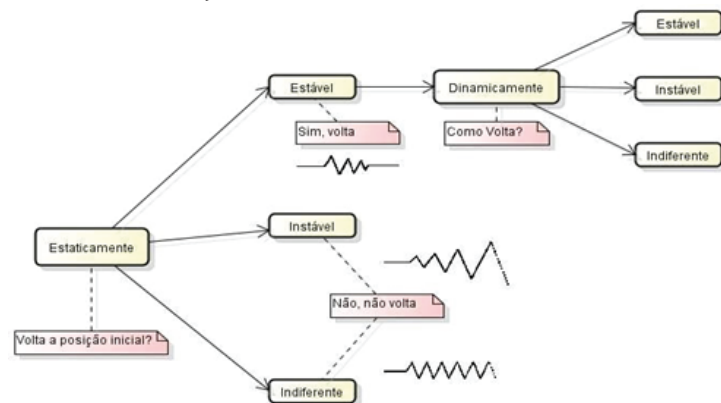 Estável
Estável
Dinamicamente
Instável
Sim, volta
Como Volta?
Indiferente
Instável
Estaticamente
Não, não volta
Volta a posição inicial?
Indiferente